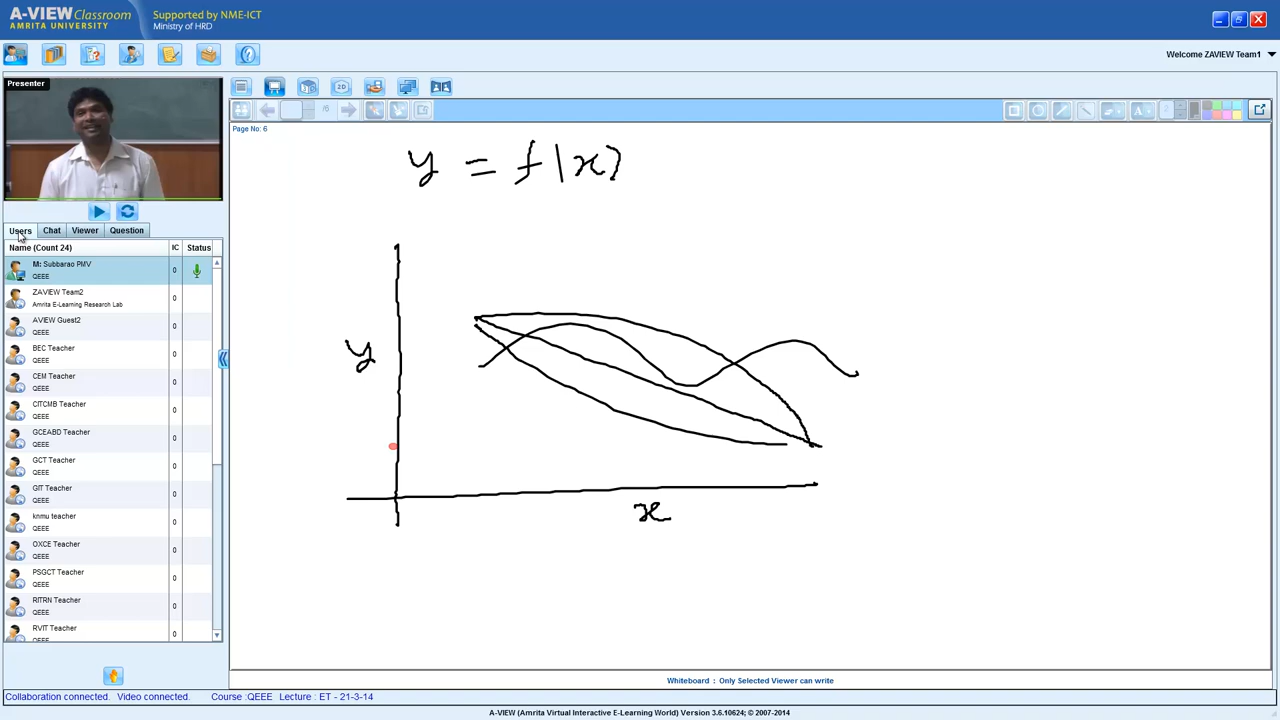 A-VIEW Classroom
AMRITA UNIVERSITY
Supported by NME-ICT
Ministry of HRD
Welcome ZAVIEW Team1
Presenter
2D
/6
A
2
Page No: 6
y = f(x)
y
x
Users Chat Viewer Question
Name (Count 24) IC Status
M: Subbarao PMV 0
QEEE
ZAVIEW Team2 0
Amrita E-Learning Research Lab
AVIEW Guest2 0
QEEE
BEC Teacher 0
QEEE
CEM Teacher 0
QEEE
CITCMB Teacher 0
QEEE
GCEABD Teacher 0
QEEE
GCT Teacher 0
QEEE
GIT Teacher 0
QEEE
knmu teacher 0
QEEE
OXCE Teacher 0
QEEE
PSGCT Teacher 0
QEEE
RITRN Teacher 0
QEEE
RVIT Teacher 0
QEEE
Whiteboard : Only Selected Viewer can write
Collaboration connected. Video connected. Course :QEEE Lecture : ET - 21-3-14
A-VIEW (Amrita Virtual Interactive E-Learning World) Version 3.6.10624; © 2007-2014